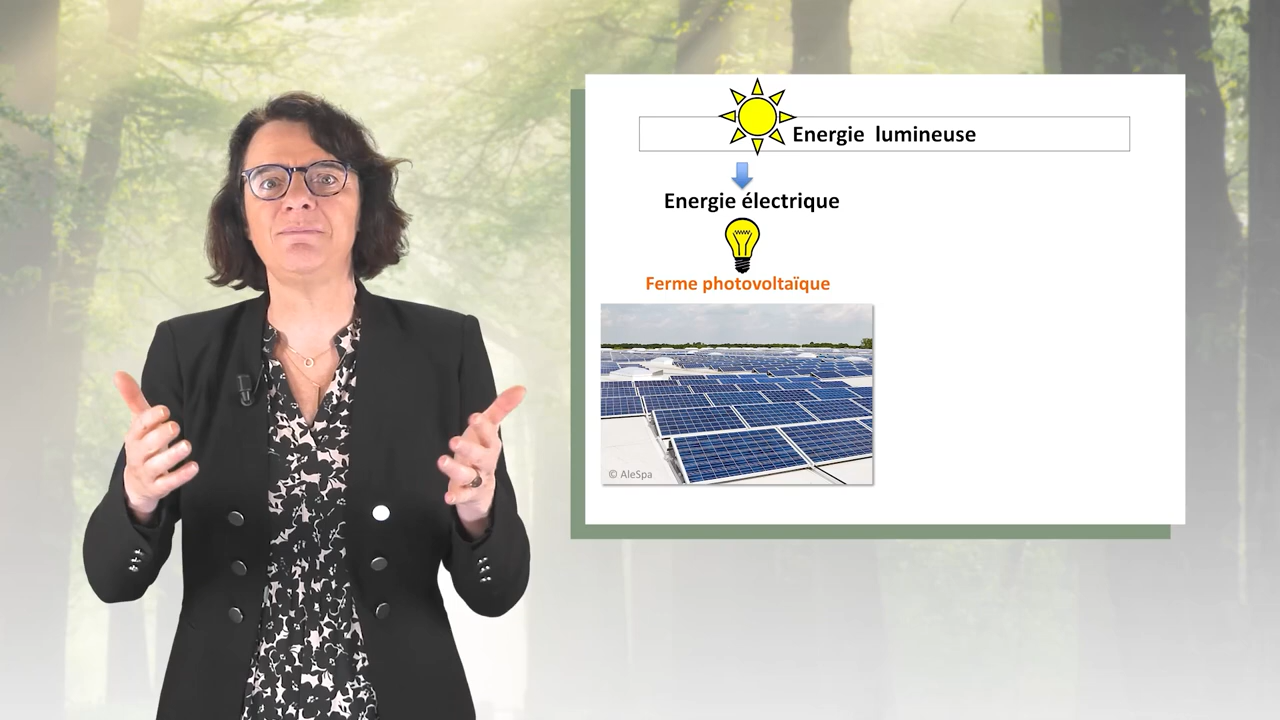 Energie lumineuse
Energie électrique
Ferme photovoltaïque
© AleSpa